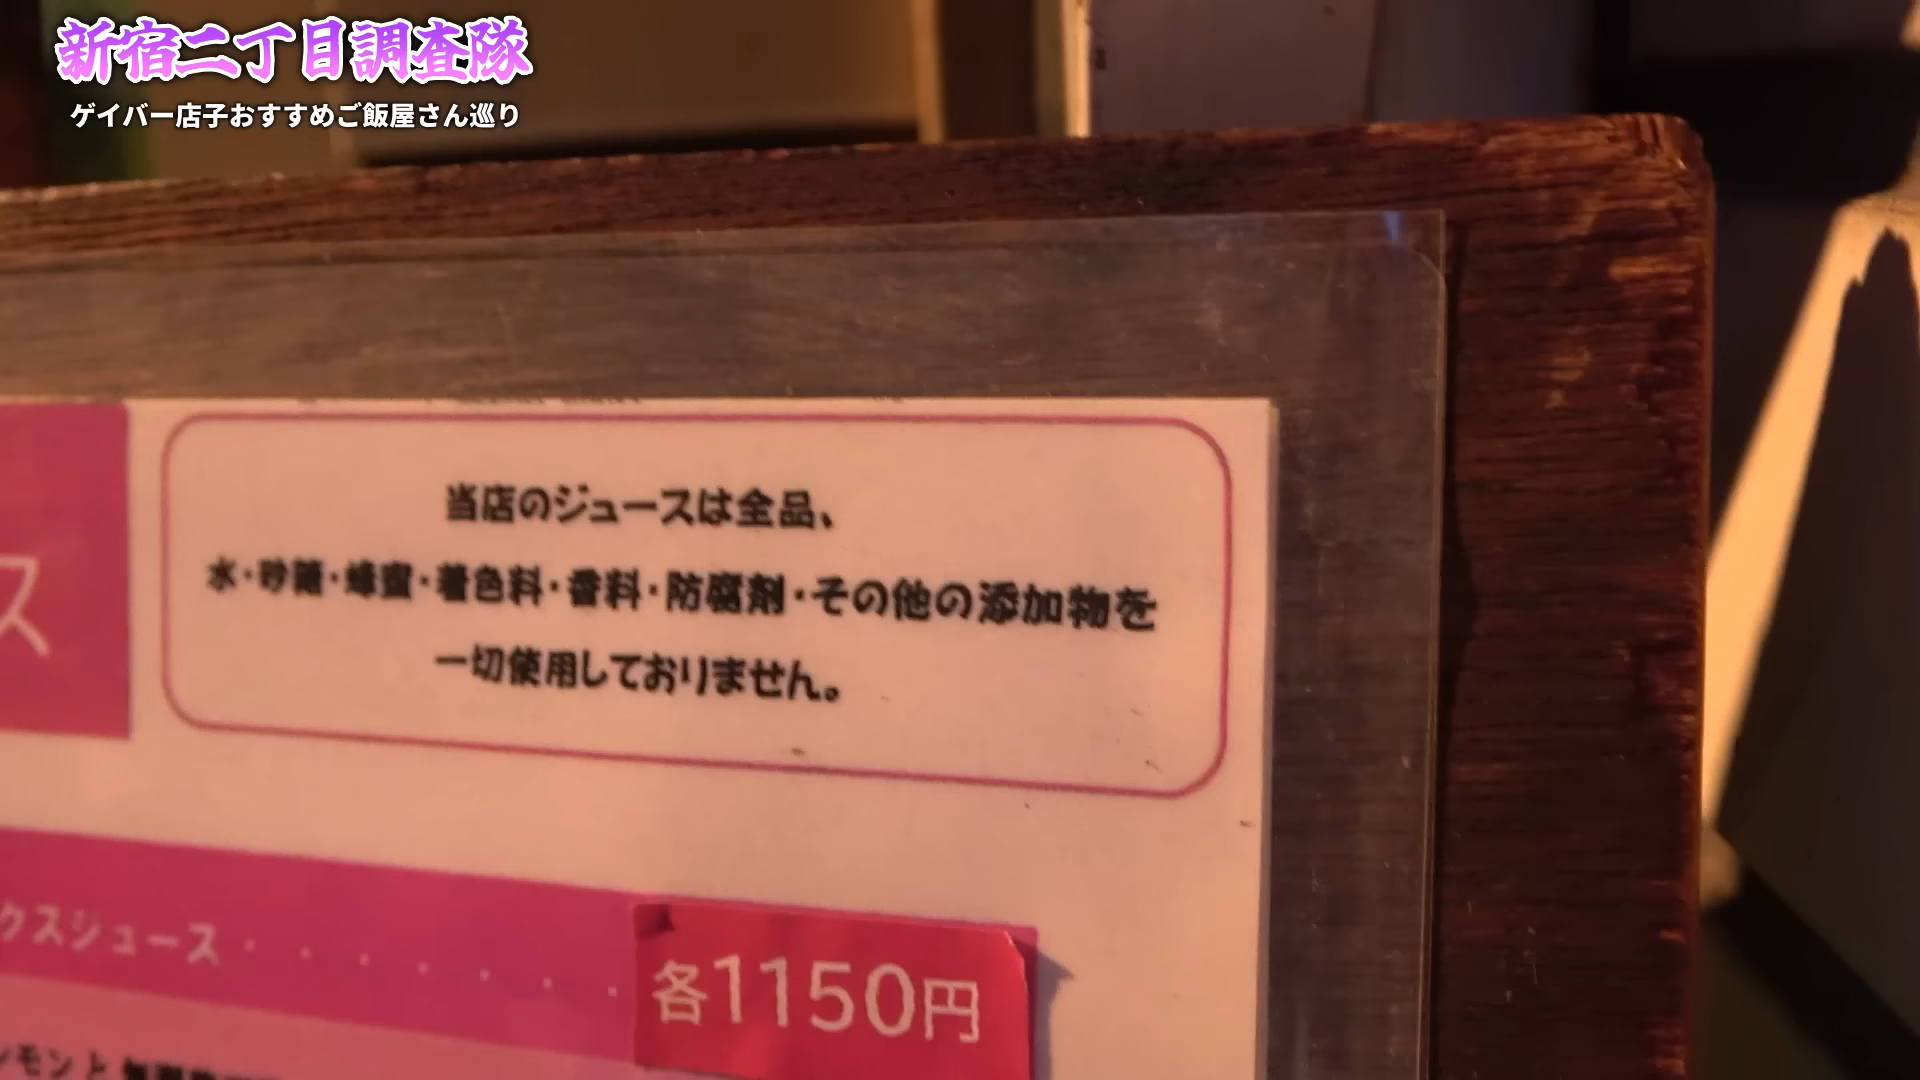 新宿二丁目調査隊
ゲイバー店子おすすめご飯屋さん巡り
当店のジュースは全品、
水・砂糖・蜂蜜・着色料・香料・防腐剤・その他の添加物を
一切使用しておりません。
ス
クスジュース・・・・・・・
各1150円
モンと